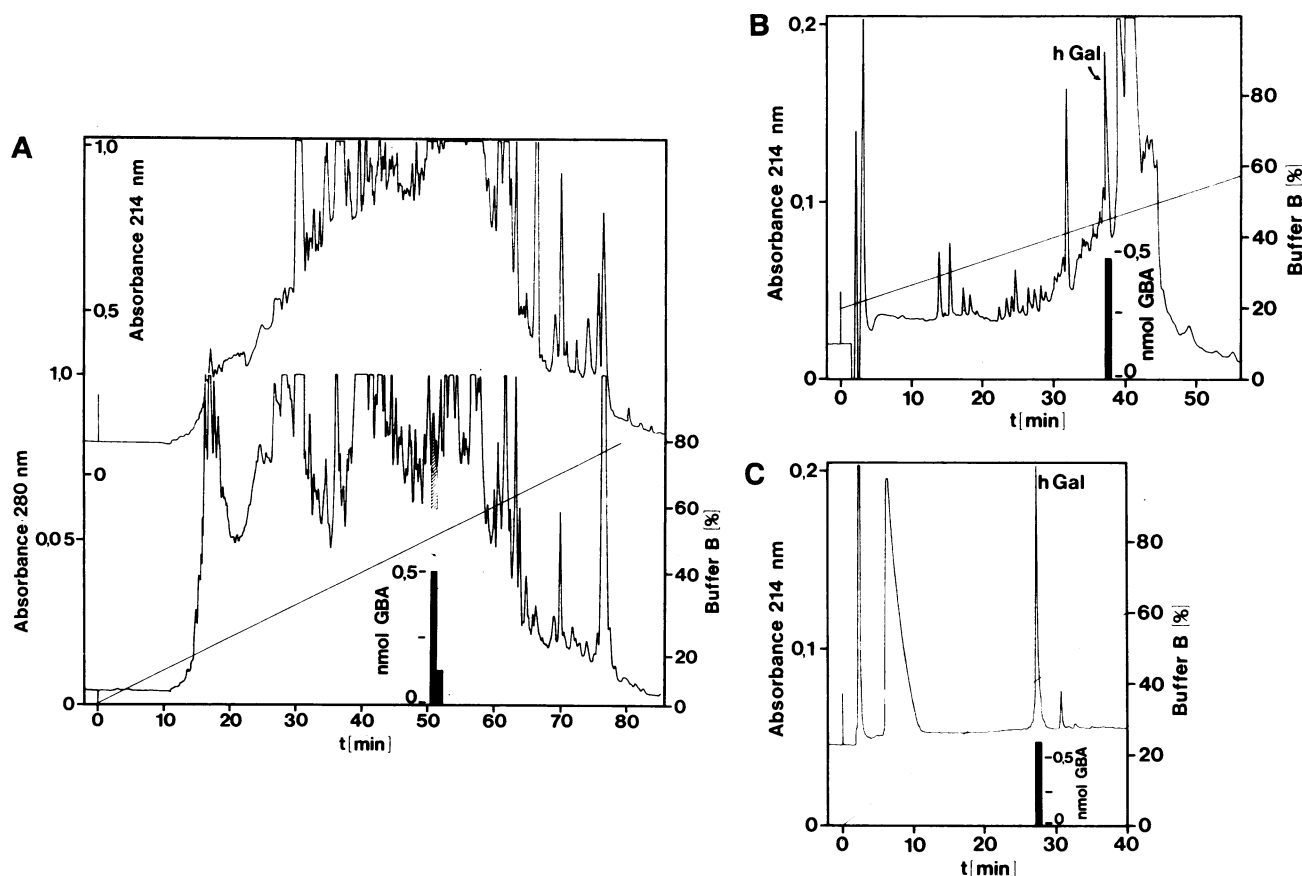 A
1,0
Absorbance 214 nm
0,5
0
1,0
Absorbance 280 nm
0,05
0
80
60
40
20
0
Buffer B [%]
0,5
nmol GBA
0
0 10 20 30 40 50 60 70 80
t [min]
B
0,2
0,1
0
Absorbance 214 nm
h Gal
80
60
40
20
0
Buffer B [%]
0,5
0
nmol GBA
0 10 20 30 40 50
t [min]
C
0,2
0,1
0
Absorbance 214 nm
h Gal
80
60
40
20
0
Buffer B [%]
0,5
0
nmol GBA
0 10 20 30 40
t [min]